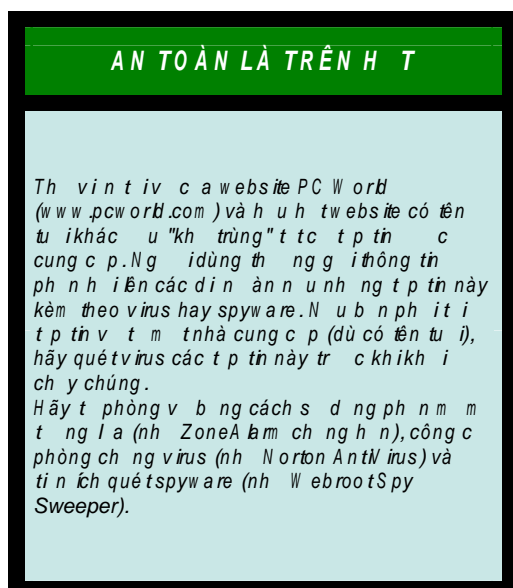 AN TOÀN LÀ TRÊN H T
Th vi n t i v c a website PC World
(www.pcworld.com) và h u h t website có tên
tu i khác u "kh trùng" t t c t p tin c
cung c p. Ng i dùng th ng g i thông tin
ph n h i lên các di n àn n u nh ng t p tin này
kèm theo virus hay spyware. N u b n ph i t i
t p tin v t m t nhà cung c p (dù có tên tu i),
hãy quét virus các t p tin này tr c khi kh i
ch y chúng.
Hãy t phòng v b ng cách s d ng ph n m m
t ng l a (nh ZoneAlarm ch ng h n), công c
phòng ch ng virus (nh Norton AntiVirus) và
ti n ích quét spyware (nh Webroot Spy
Sweeper).